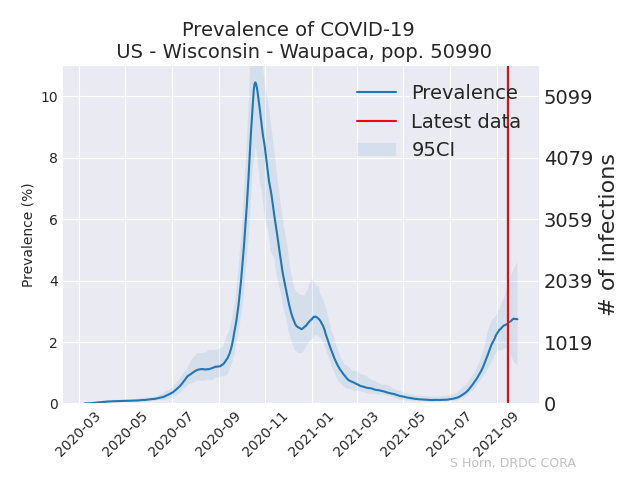 Prevalence of COVID-19
US - Wisconsin - Waupaca, pop. 50990
Prevalence
Latest data
95CI
Prevalence (%)
10
8
6
4
2
0
5099
4079
3059
2039
1019
0
# of infections
2020-03
2020-05
2020-07
2020-09
2020-11
2021-01
2021-03
2021-05
2021-07
2021-09
S Horn, DRDC CORA